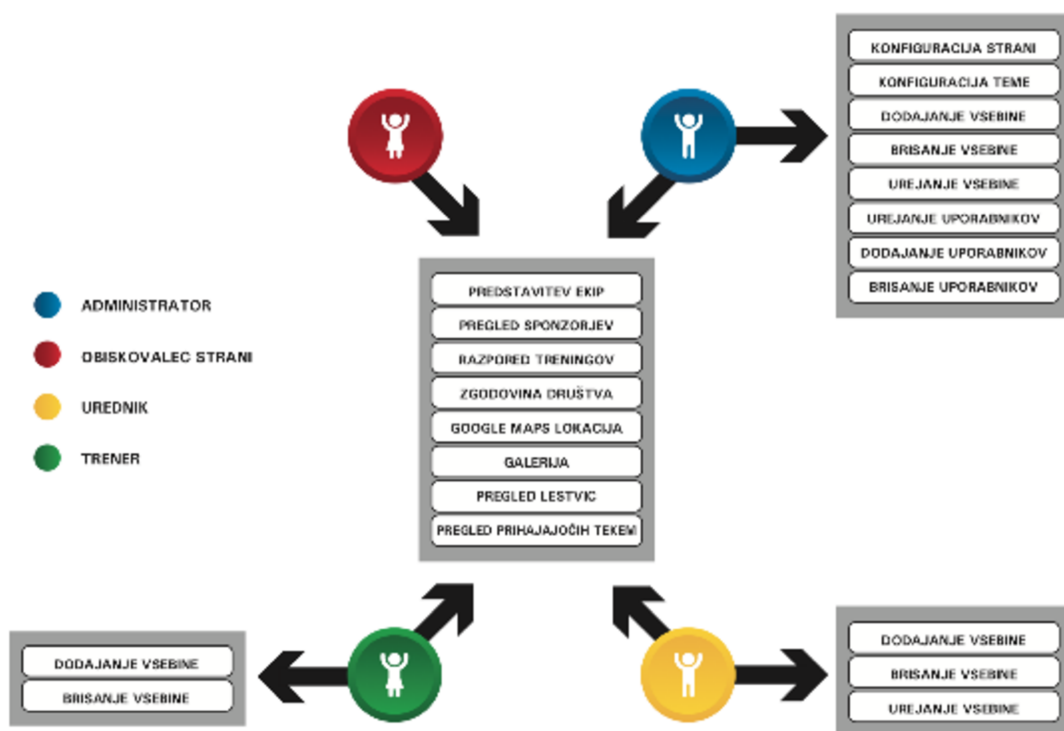 KONFIGURACIJA STRANI
KONFIGURACIJA TEME
DODAJANJE VSEBINE
BRISANJE VSEBINE
UREJANJE VSEBINE
UREJANJE UPORABNIKOV
DODAJANJE UPORABNIKOV
BRISANJE UPORABNIKOV
ADMINISTRATOR
OBISKOVALEC STRANI
UREDNIK
TRENER
PREDSTAVITEV EKIP
PREGLED SPONZORJEV
RAZPORED TRENINGOV
ZGODOVINA DRUŠTVA
GOOGLE MAPS LOKACIJA
GALERIJA
PREGLED LESTVIC
PREGLED PRIHAJAJOČIH TEKEM
DODAJANJE VSEBINE
BRISANJE VSEBINE
DODAJANJE VSEBINE
BRISANJE VSEBINE
UREJANJE VSEBINE